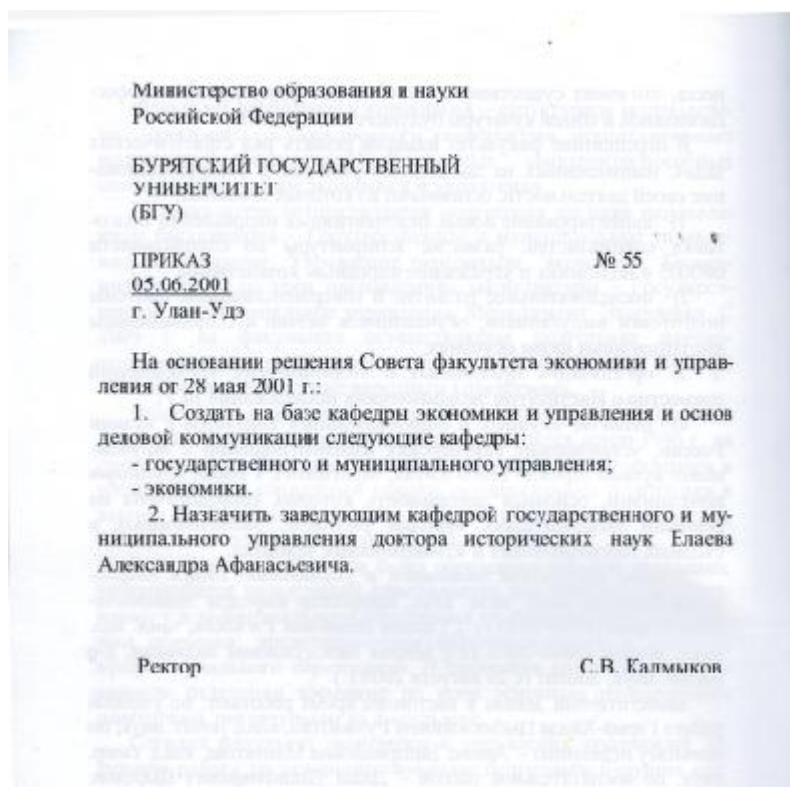 Министерство образования и науки
Российской Федерации
БУРЯТСКИЙ ГОСУДАРСТВЕННЫЙ
УНИВЕРСИТЕТ
(БГУ)
ПРИКАЗ № 55
05.06.2001
г. Улан-Удэ
На основании решения Совета факультета экономики и управ-
ления от 28 мая 2001 г.:
1. Создать на базе кафедры экономики и управления и основ
деловой коммуникации следующие кафедры:
- государственного и муниципального управления;
- экономики.
2. Назначить заведующим кафедрой государственного и му-
ниципального управления доктора исторических наук Елаева
Александра Афанасьевича.
Ректор С.В. Калмыков